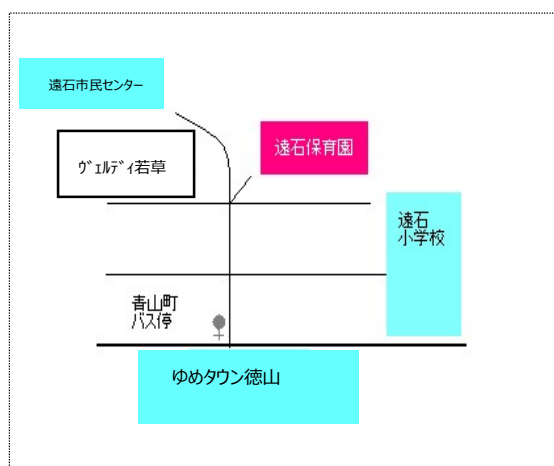 遠石市民センター
遠石保育園
ヴェルディ若草
遠石
小学校
青山町
バス停
ゆめタウン徳山